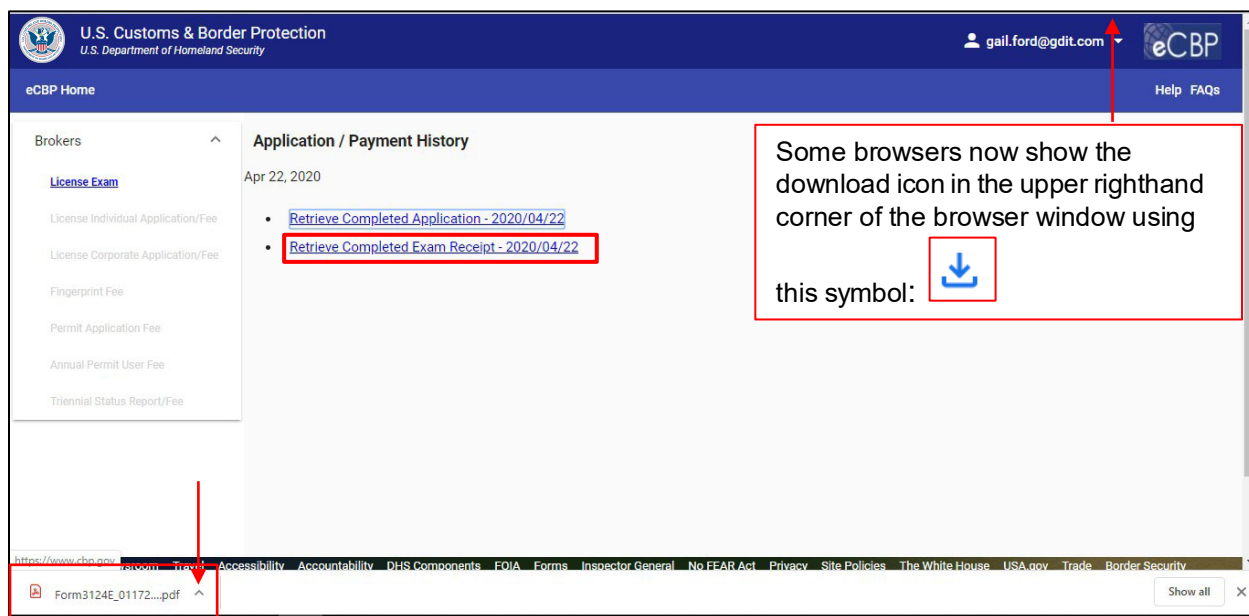 U.S. Customs & Border Protection
U.S. Department of Homeland Security
gail.ford@gdit.com
eCBP
eCBP Home
Help FAQs
Brokers
License Exam
License Individual Application/Fee
License Corporate Application/Fee
Fingerprint Fee
Permit Application Fee
Annual Permit User Fee
Triennial Status Report/Fee
Application / Payment History
Apr 22, 2020
Retrieve Completed Application - 2020/04/22
Retrieve Completed Exam Receipt - 2020/04/22
Some browsers now show the
download icon in the upper righthand
corner of the browser window using
this symbol:
https://www.cbp.gov
Travel Accessibility Accountability DHS Components FOIA Forms Inspector General No FEAR Act Privacy Site Policies The White House USA.gov Trade Border Security
Form3124E_01172....pdf
Show all